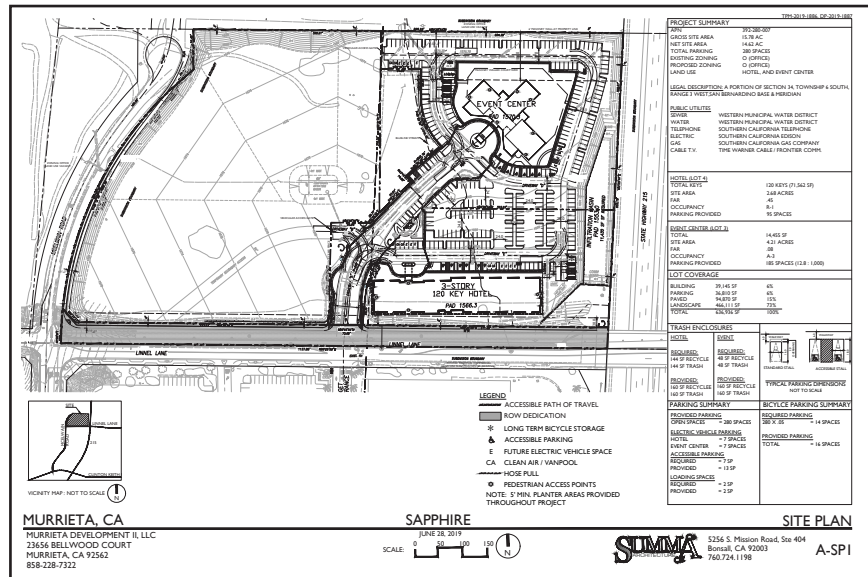 TPM-2019-1886, DP-2019-1887
PROJECT SUMMARY
APN 392-280-007
GROSS SITE AREA 15.78 AC
NET SITE AREA 14.62 AC
TOTAL PARKING 280 SPACES
EXISTING ZONING O (OFFICE)
PROPOSED ZONING O (OFFICE)
LAND USE HOTEL, AND EVENT CENTER
LEGAL DESCRIPTION: A PORTION OF SECTION 34, TOWNSHIP 6 SOUTH,
RANGE 3 WEST,SAN BERNARDINO BASE & MERIDIAN
PUBLIC UTILITES
SEWER WESTERN MUNICIPAL WATER DISTRICT
WATER WESTERN MUNICIPAL WATER DISTRICT
TELEPHONE SOUTHERN CALIFORNIA TELEPHONE
ELECTRIC SOUTHERN CALIFORNIA EDISON
GAS SOUTHERN CALIFORNIA GAS COMPANY
CABLE T.V. TIME WARNER CABLE / FRONTIER COMM.
HOTEL (LOT 4)
TOTAL KEYS 120 KEYS (71,562 SF)
SITE AREA 2.68 ACRES
FAR .45
OCCUPANCY R-1
PARKING PROVIDED 95 SPACES
EVENT CENTER (LOT 3)
TOTAL 14,455 SF
SITE AREA 4.21 ACRES
FAR .08
OCCUPANCY A-3
PARKING PROVIDED 185 SPACES (12.8 : 1,000)
LOT COVERAGE
BUILDING 39,145 SF 6%
PARKING 36,810 SF 6%
PAVED 94,870 SF 15%
LANDSCAPE 466,111 SF 73%
TOTAL 636,936 SF 100%
TRASH ENCLOSURES
HOTEL EVENT
REQUIRED: REQUIRED:
144 SF RECYCLE 48 SF RECYCLE
144 SF TRASH 48 SF TRASH
PROVIDED: PROVIDED:
160 SF RECYCLE 160 SF RECYCLE
160 SF TRASH 160 SF TRASH
STANDARD STALL
ACCESSIBLE STALL
TYPICAL PARKING DIMENSIONS
NOT TO SCALE
PARKING SUMMARY
PROVIDED PARKING
OPEN SPACES = 280 SPACES
ELECTRIC VEHICLE PARKING
HOTEL = 7 SPACES
EVENT CENTER = 7 SPACES
ACCESSIBLE PARKING
REQUIRED = 7 SP
PROVIDED = 13 SP
LOADING SPACES
REQUIRED = 2 SP
PROVIDED = 2 SP
BICYLCE PARKING SUMMARY
REQUIRED PARKING
280 X .05 = 14 SPACES
PROVIDED PARKING
TOTAL = 16 SPACES
EVENT CENTER
PAD 1570.5
INFILTRATION BASIN
PAD 1553.0
STATE HIGHWAY 215
3-STORY
120 KEY HOTEL
PAD 1566.3
LINNEL LANE
LINNEL LANE
LEGEND
ACCESSIBLE PATH OF TRAVEL
ROW DEDICATION
LONG TERM BICYCLE STORAGE
ACCESSIBLE PARKING
E FUTURE ELECTRIC VEHICLE SPACE
CA CLEAN AIR / VANPOOL
HOSE PULL
PEDESTRIAN ACCESS POINTS
NOTE: 5' MIN. PLANTER AREAS PROVIDED
THROUGHOUT PROJECT
SITE
LINNEL LANE
215
CLINTON KEITH
VICINITY MAP : NOT TO SCALE
N
MURRIETA, CA
SAPPHIRE
SITE PLAN
MURRIETA DEVELOPMENT II, LLC
23656 BELLWOOD COURT
MURRIETA, CA 92562
858-228-7322
JUNE 28, 2019
SCALE: 0 50 100 150
N
SUMMA
ARCHITECTURE
5256 S. Mission Road, Ste 404
Bonsall, CA 92003
760.724.1198
A-SP1